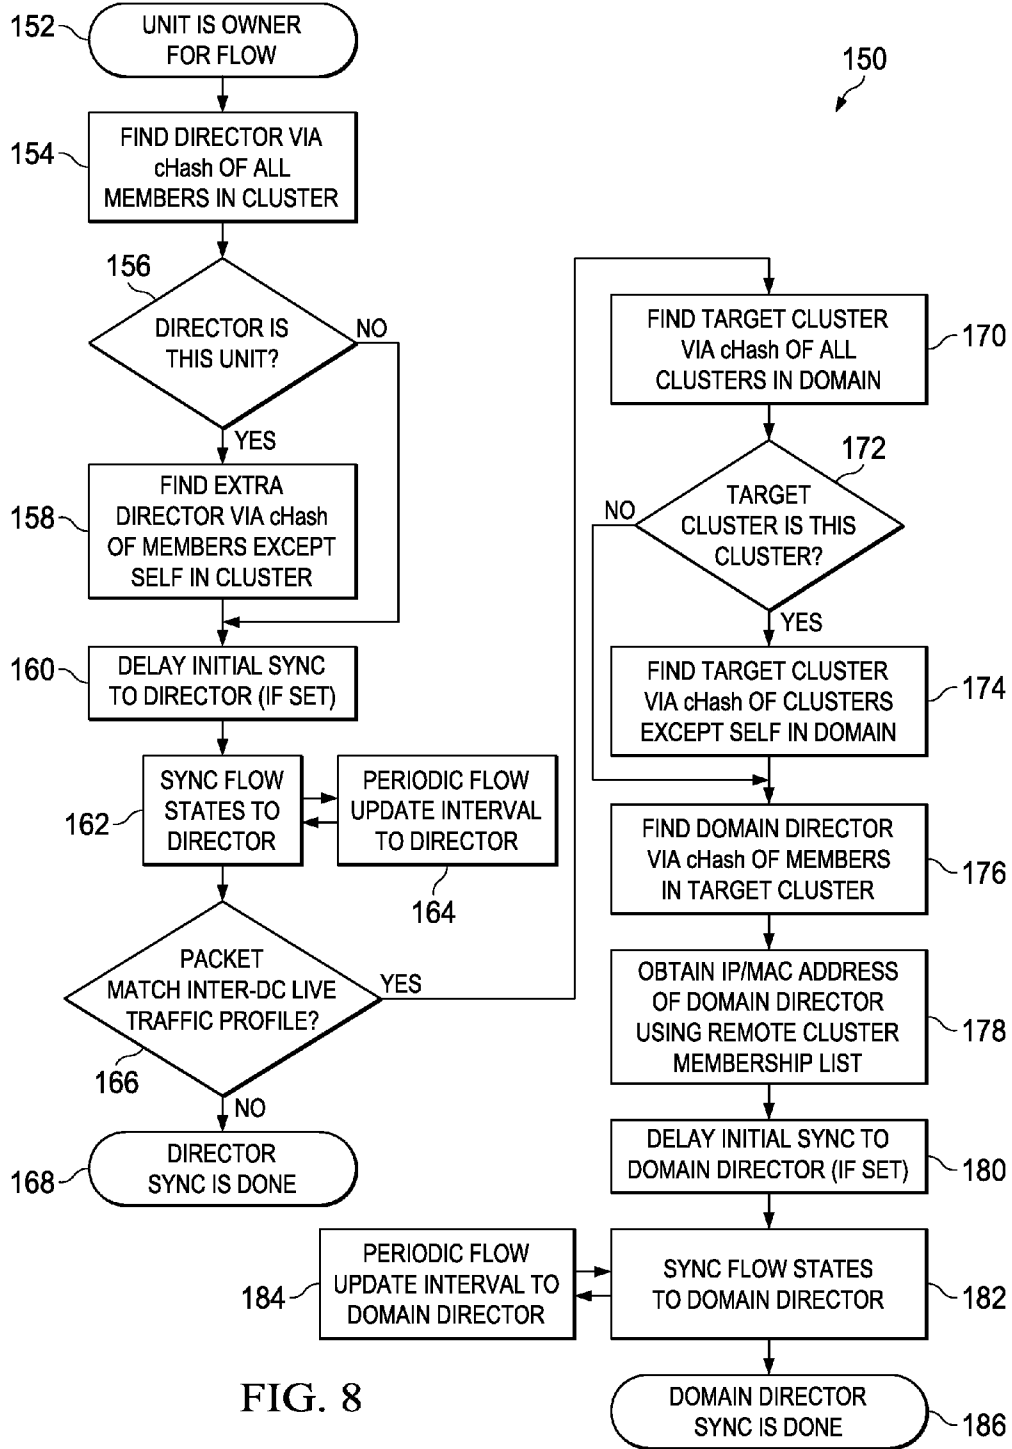 152
UNIT IS OWNER
FOR FLOW
150
154
FIND DIRECTOR VIA
cHash OF ALL
MEMBERS IN CLUSTER
156
DIRECTOR IS
THIS UNIT?
NO
YES
158
FIND EXTRA
DIRECTOR VIA cHash
OF MEMBERS EXCEPT
SELF IN CLUSTER
160
DELAY INITIAL SYNC
TO DIRECTOR (IF SET)
162
SYNC FLOW
STATES TO
DIRECTOR
PERIODIC FLOW
UPDATE INTERVAL
TO DIRECTOR
164
PACKET
MATCH INTER-DC LIVE
TRAFFIC PROFILE?
YES
166
NO
168
DIRECTOR
SYNC IS DONE
FIND TARGET CLUSTER
VIA cHash OF ALL
CLUSTERS IN DOMAIN
170
172
TARGET
CLUSTER IS THIS
CLUSTER?
NO
YES
FIND TARGET CLUSTER
VIA cHash OF CLUSTERS
EXCEPT SELF IN DOMAIN
174
FIND DOMAIN DIRECTOR
VIA cHash OF MEMBERS
IN TARGET CLUSTER
176
OBTAIN IP/MAC ADDRESS
OF DOMAIN DIRECTOR
USING REMOTE CLUSTER
MEMBERSHIP LIST
178
DELAY INITIAL SYNC TO
DOMAIN DIRECTOR (IF SET)
180
184
PERIODIC FLOW
UPDATE INTERVAL TO
DOMAIN DIRECTOR
SYNC FLOW STATES
TO DOMAIN DIRECTOR
182
DOMAIN DIRECTOR
SYNC IS DONE
186
FIG. 8